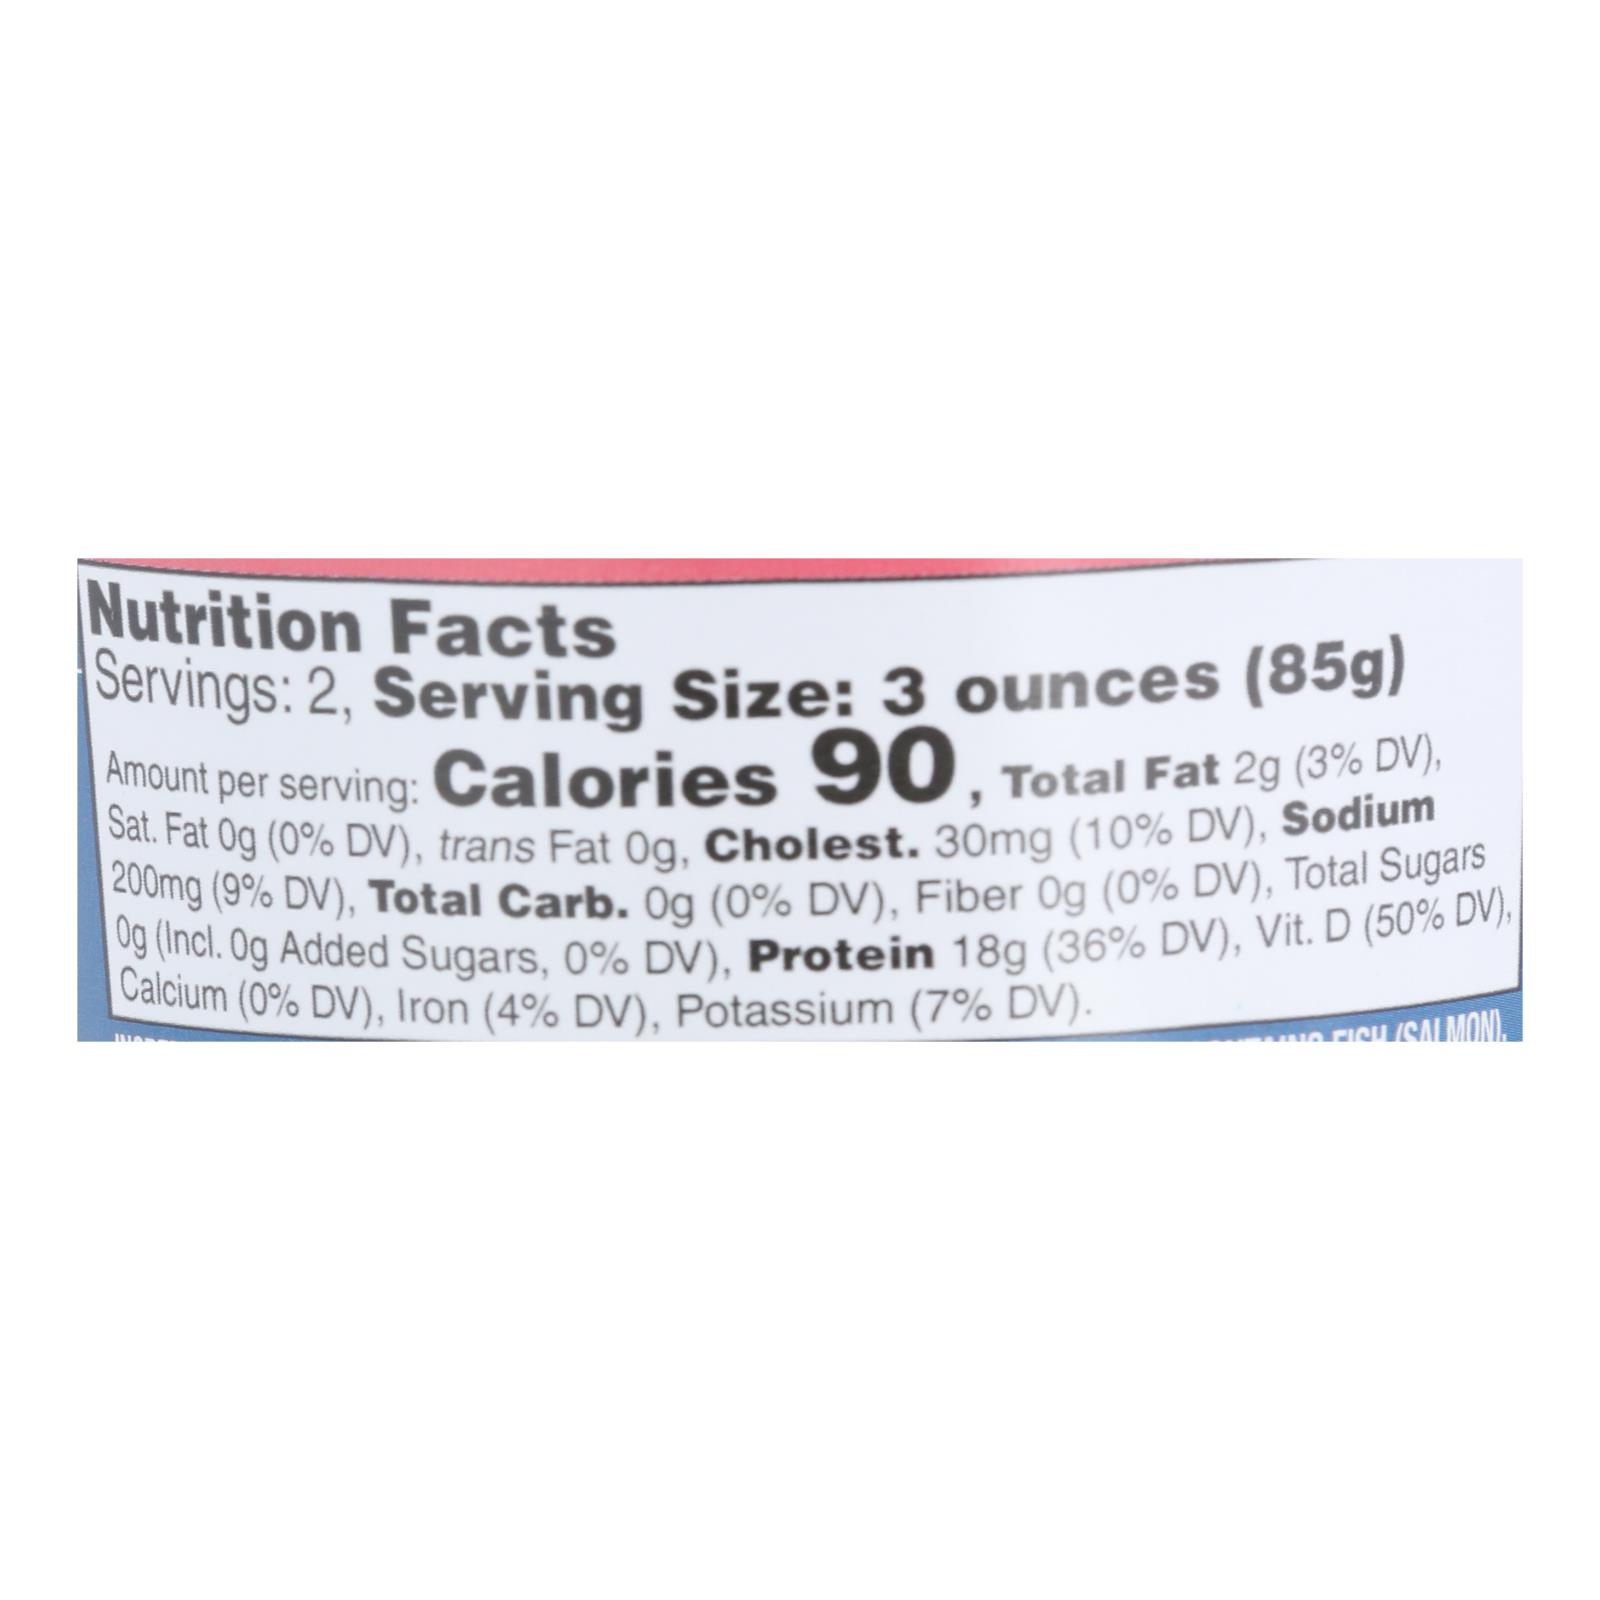 Nutrition Facts
Servings: 2, Serving Size: 3 ounces (85g)
Amount per serving: Calories 90, Total Fat 2g (3% DV),
Sat. Fat 0g (0% DV), trans Fat 0g, Cholest. 30mg (10% DV), Sodium
200mg (9% DV), Total Carb. 0g (0% DV), Fiber 0g (0% DV), Total Sugars
0g (Incl. 0g Added Sugars, 0% DV), Protein 18g (36% DV), Vit. D (50% DV),
Calcium (0% DV), Iron (4% DV), Potassium (7% DV).
FISH (SALMON).